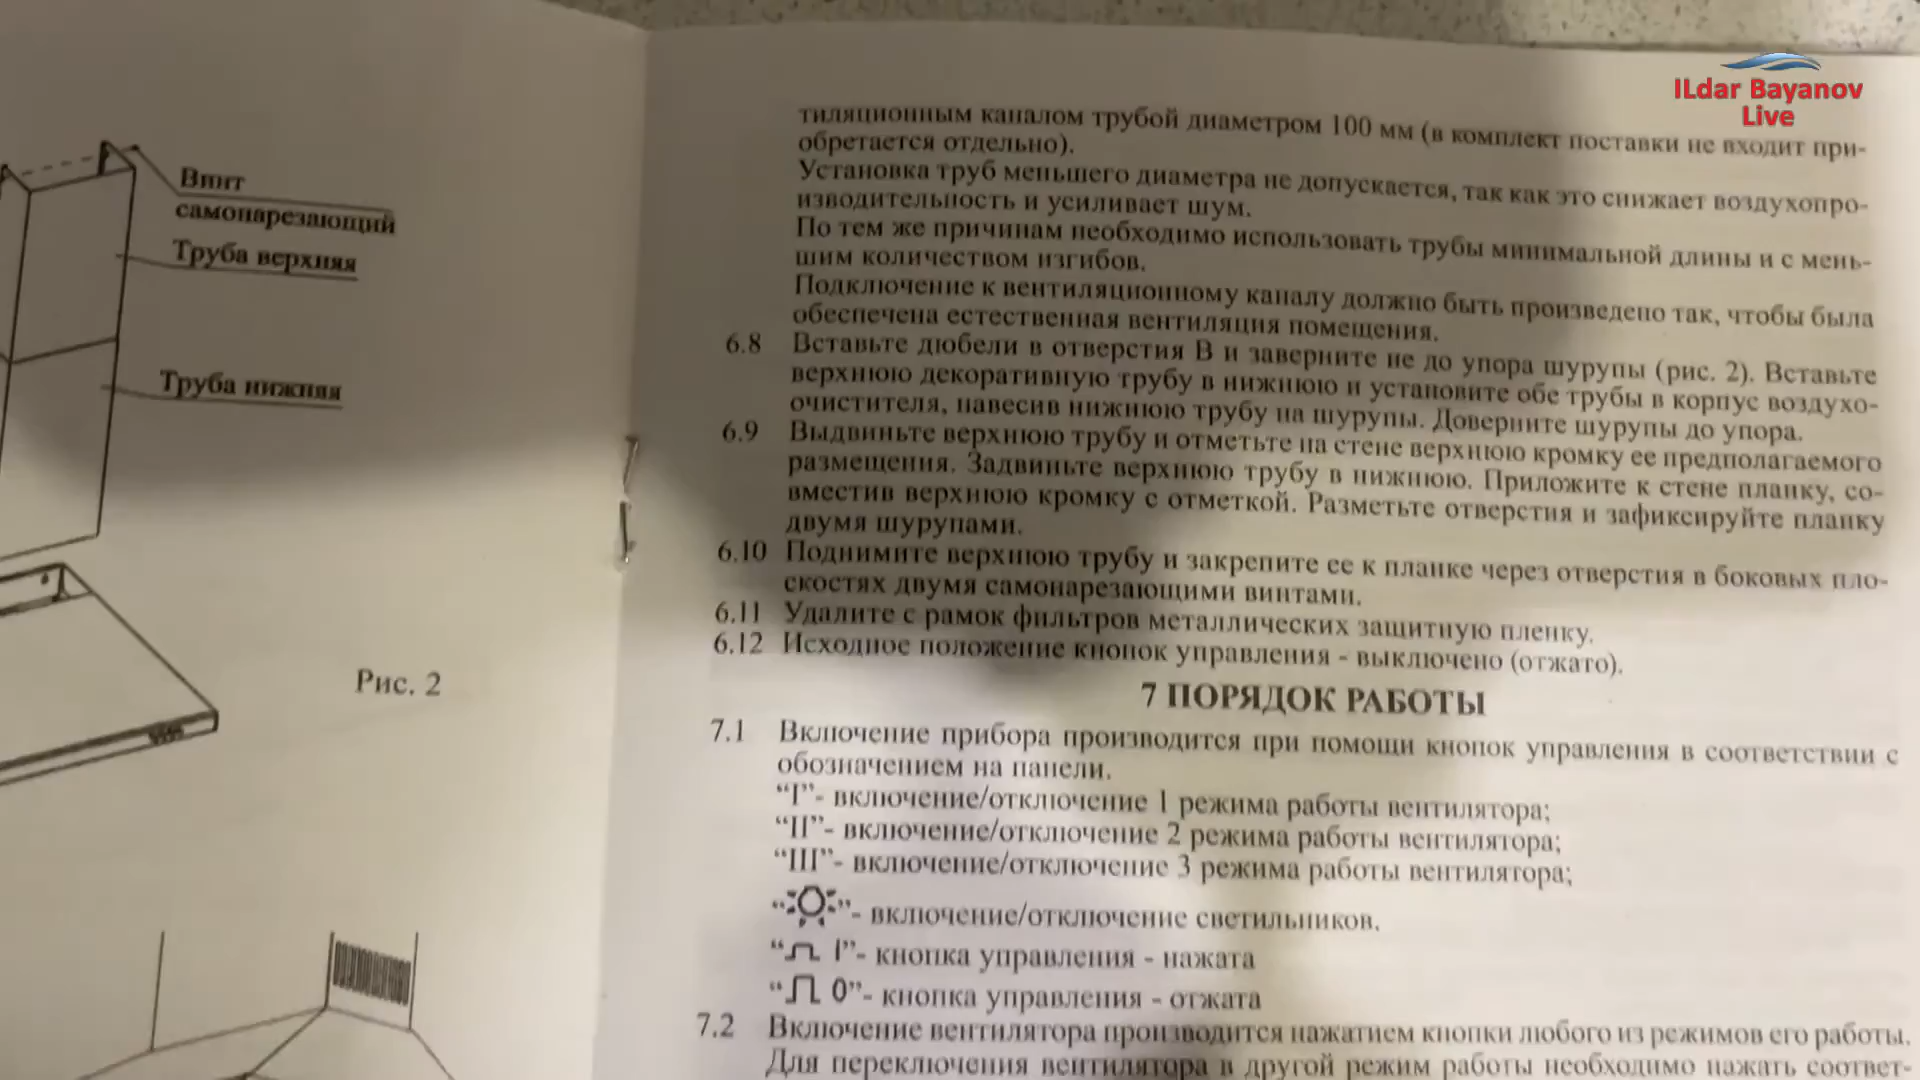 ILdar Bayanov
Live
Винт
самонарезающий
Труба верхняя
Труба нижняя
Рис. 2
тиляционным каналом трубой диаметром 100 мм (в комплект поставки не входит при-
обретается отдельно).
Установка труб меньшего диаметра не допускается, так как это снижает воздухопро-
изводительность и усиливает шум.
По тем же причинам необходимо использовать трубы минимальной длины и с мень-
шим количеством изгибов.
Подключение к вентиляционному каналу должно быть произведено так, чтобы была
обеспечена естественная вентиляция помещения.
6.8 Вставьте дюбели в отверстия В и заверните не до упора шурупы (рис. 2). Вставьте
верхнюю декоративную трубу в нижнюю и установите обе трубы в корпус воздухо-
очистителя, навесив нижнюю трубу на шурупы. Доверните шурупы до упора.
6.9 Выдвиньте верхнюю трубу и отметьте на стене верхнюю кромку ее предполагаемого
размещения. Задвиньте верхнюю трубу в нижнюю. Приложите к стене планку, со-
вместив верхнюю кромку с отметкой. Разметьте отверстия и зафиксируйте планку
двумя шурупами.
6.10 Поднимите верхнюю трубу и закрепите ее к планке через отверстия в боковых пло-
скостях двумя самонарезающими винтами.
6.11 Удалите с рамок фильтров металлических защитную пленку.
6.12 Исходное положение кнопок управления - выключено (отжато).
7 ПОРЯДОК РАБОТЫ
7.1 Включение прибора производится при помощи кнопок управления в соответствии с
обозначением на панели.
“I”- включение/отключение 1 режима работы вентилятора;
“II”- включение/отключение 2 режима работы вентилятора;
“III”- включение/отключение 3 режима работы вентилятора;
“ ”- включение/отключение светильников.
“ I”- кнопка управления - нажата
“ 0”- кнопка управления - отжата
7.2 Включение вентилятора производится нажатием кнопки любого из режимов его работы.
Для переключения вентилятора в другой режим работы необходимо нажать соответ-